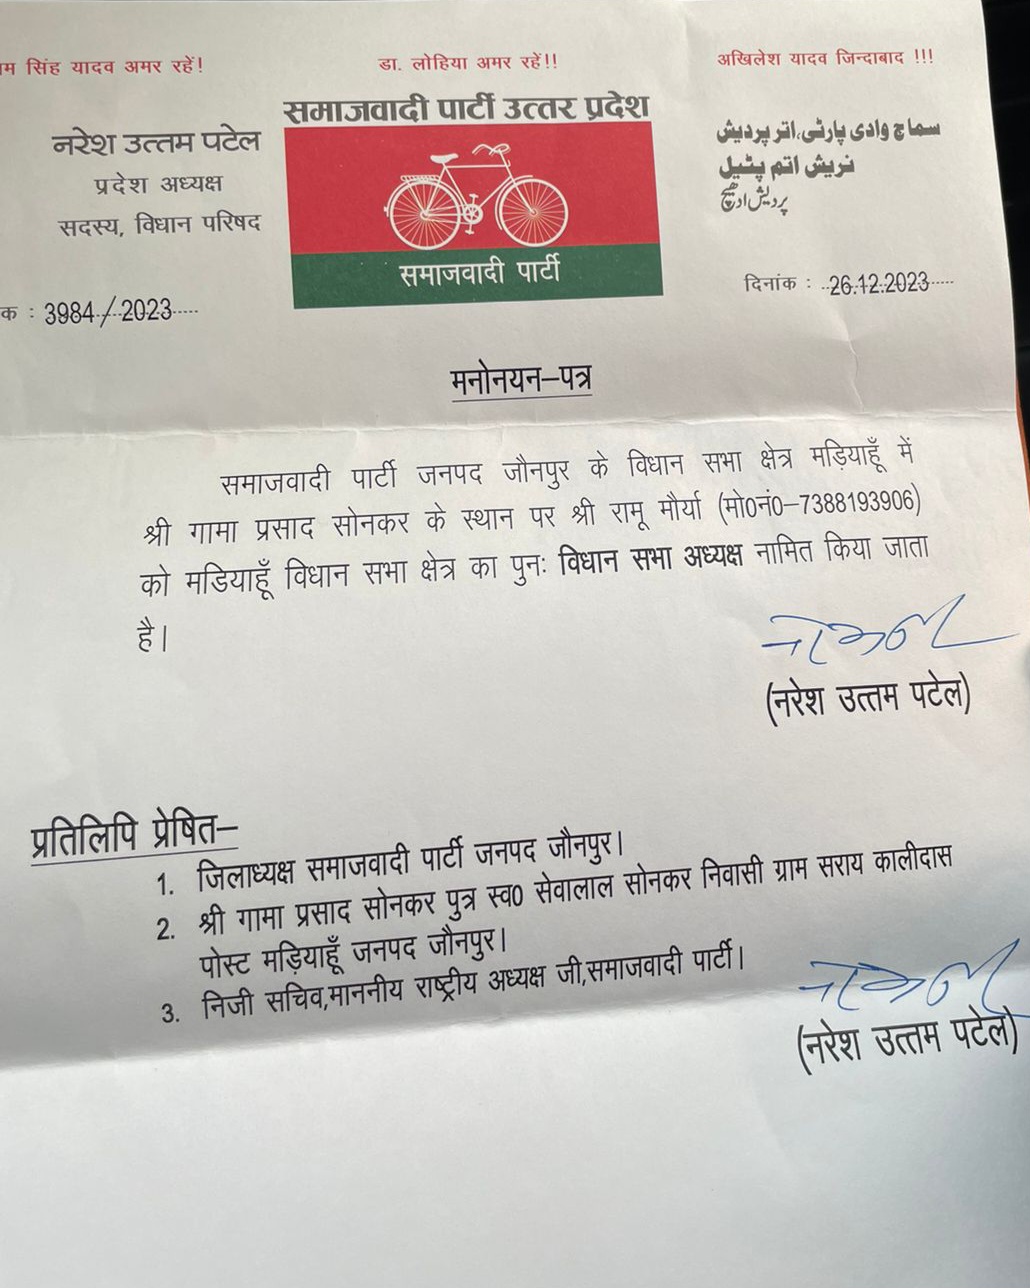 सिंह यादव अमर रहें!
डा. लोहिया अमर रहें!!
अखिलेश यादव जिन्दाबाद !!!
समाजवादी पार्टी उत्तर प्रदेश
नरेश उत्तम पटेल
प्रदेश अध्यक्ष
सदस्य, विधान परिषद
समाजवादी पार्टी
سماج وادی پارٹی، اتر پردیش
نریش اتم پٹیل
پردیش ادھیچھ
क : 3984/2023
दिनांक : 26.12.2023
मनोनयन–पत्र
समाजवादी पार्टी जनपद जौनपुर के विधान सभा क्षेत्र मड़ियाहूँ में
श्री गामा प्रसाद सोनकर के स्थान पर श्री रामू मौर्या (मो0नं0–7388193906)
को मडियाहूँ विधान सभा क्षेत्र का पुनः विधान सभा अध्यक्ष नामित किया जाता
है।
(नरेश उत्तम पटेल)
प्रतिलिपि प्रेषित–
1. जिलाध्यक्ष समाजवादी पार्टी जनपद जौनपुर।
2. श्री गामा प्रसाद सोनकर पुत्र स्व0 सेवालाल सोनकर निवासी ग्राम सराय कालीदास
पोस्ट मड़ियाहूँ जनपद जौनपुर।
3. निजी सचिव,माननीय राष्ट्रीय अध्यक्ष जी,समाजवादी पार्टी।
(नरेश उत्तम पटेल)